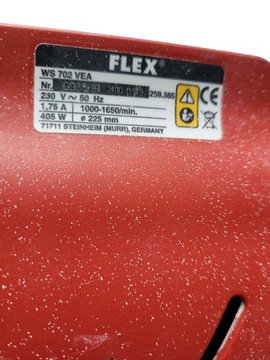 FLEX®
WS 702 VEA
Nr. 259.365
230 V ~ 50 Hz
1,75 A 1000-1650/min.
405 W ⌀ 225 mm
71711 STEINHEIM (MURR), GERMANY
CE